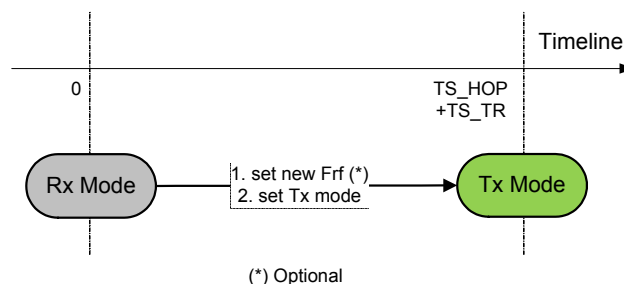 Timeline
0
TS_HOP
+TS_TR
Rx Mode
1. set new Frf (*)
2. set Tx mode
Tx Mode
(*) Optional